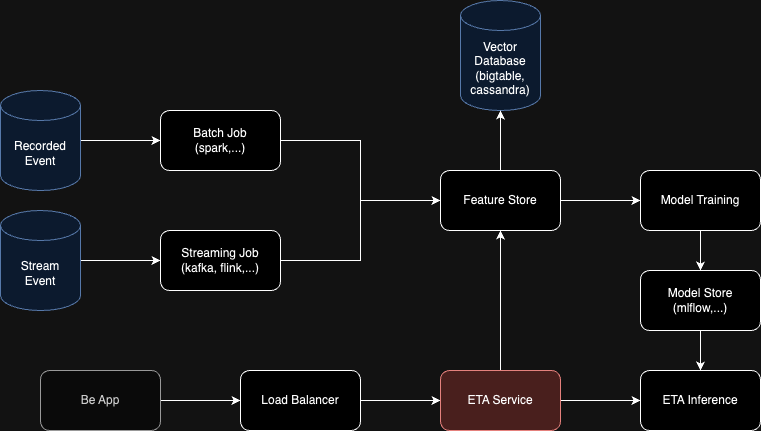 Vector
Database
(bigtable,
cassandra)
Recorded
Event
Batch Job
(spark,...)
Feature Store
Model Training
Stream
Event
Streaming Job
(kafka, flink,...)
Model Store
(mlflow,...)
Be App
Load Balancer
ETA Service
ETA Inference